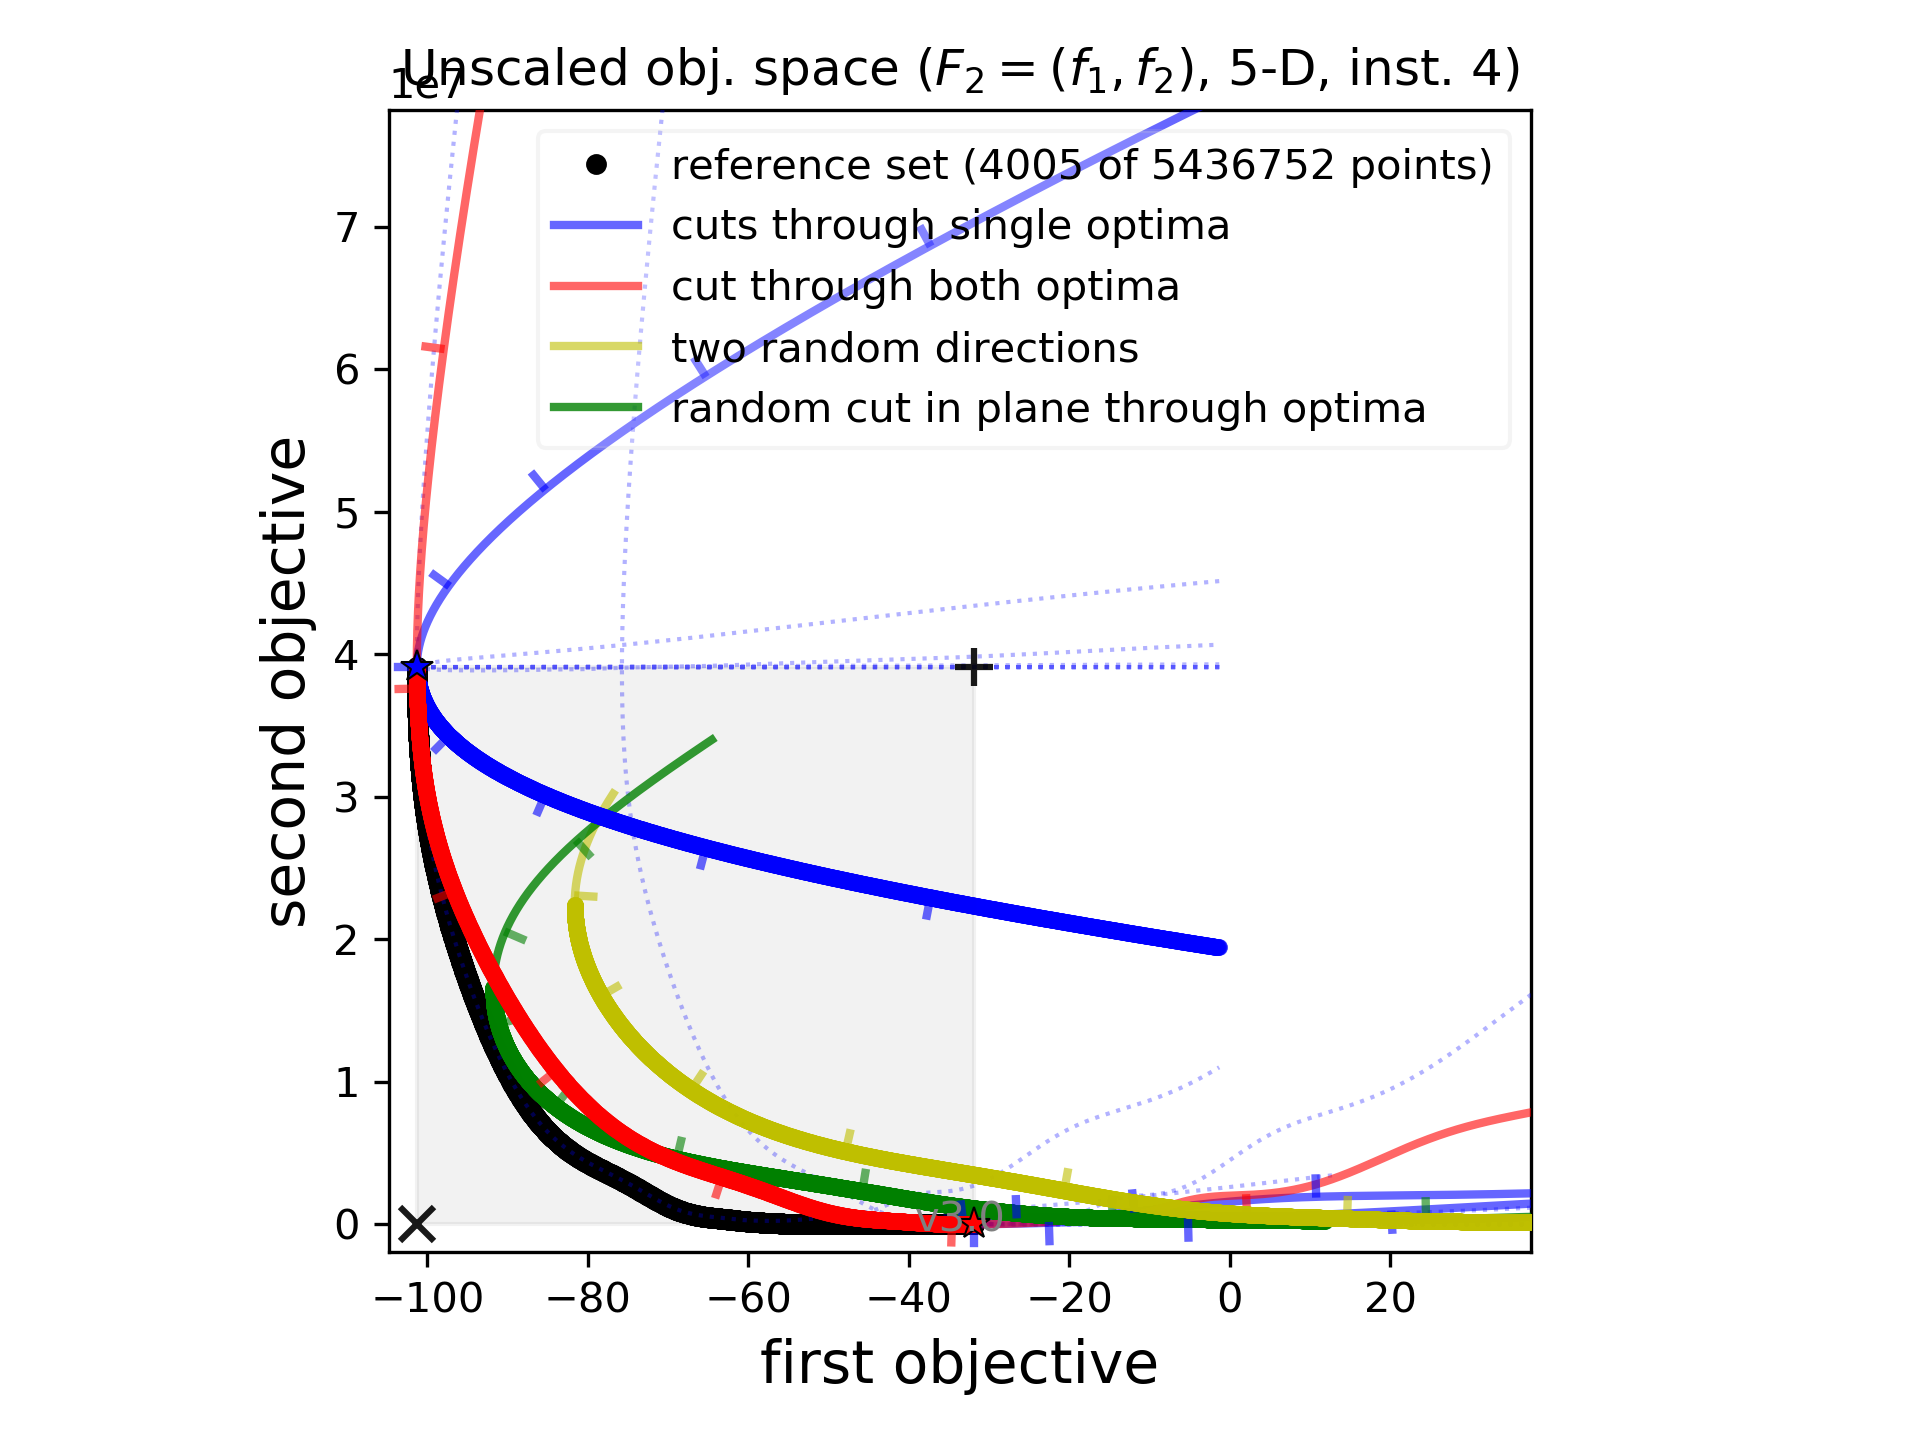 Unscaled obj. space (F₂ = (f₁, f₂), 5-D, inst. 4)
1e7
reference set (4005 of 5436752 points)
cuts through single optima
cut through both optima
two random directions
random cut in plane through optima
7
6
5
4
3
2
1
0
second objective
v3.0
−100
−80
−60
−40
−20
0
20
first objective